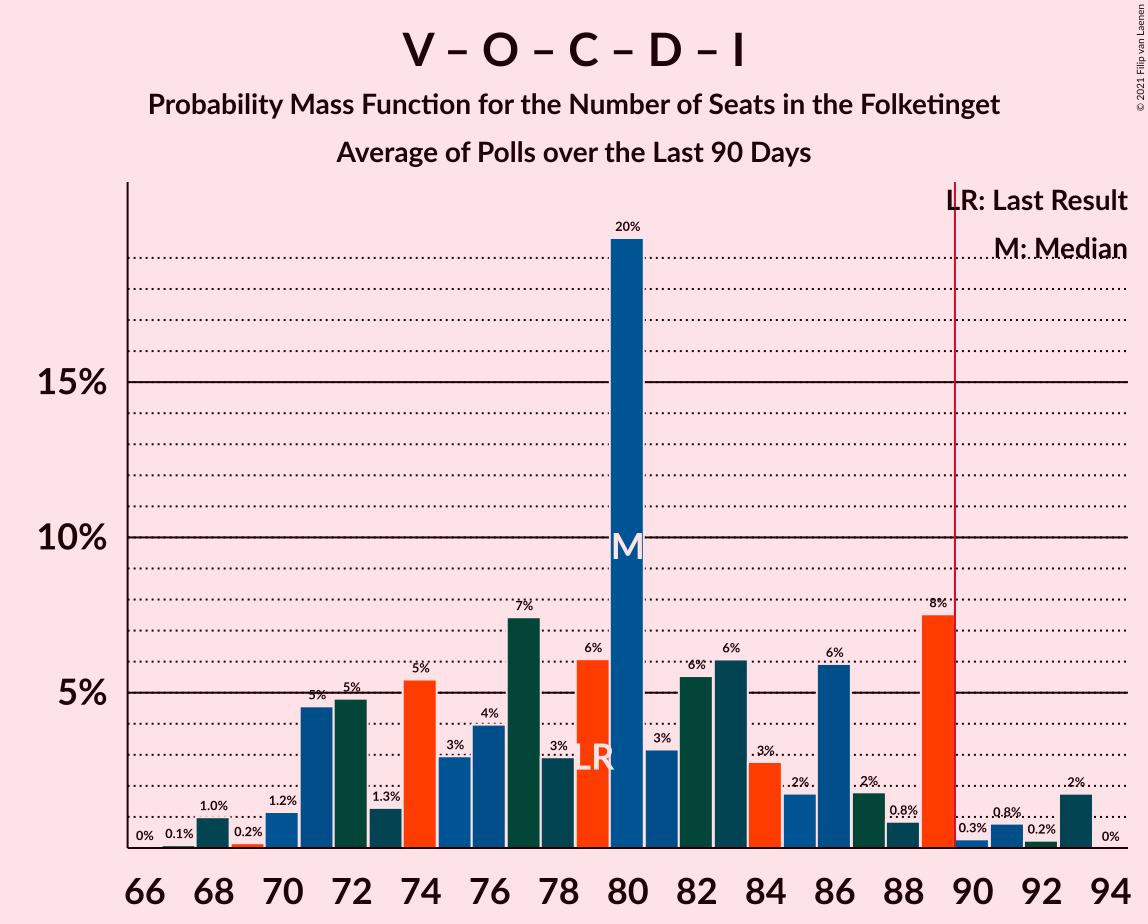 V – O – C – D – I
Probability Mass Function for the Number of Seats in the Folketinget
Average of Polls over the Last 90 Days
© 2021 Filip van Laenen
LR: Last Result
M: Median
15%
10%
5%
0% 0.1% 1.0% 0.2% 1.2% 5% 5% 1.3% 5% 3% 4% 7% 3% 6% 20% 3% 6% 6% 3% 2% 6% 2% 0.8% 8% 0.3% 0.8% 0.2% 2% 0%
M
LR
66 68 70 72 74 76 78 80 82 84 86 88 90 92 94